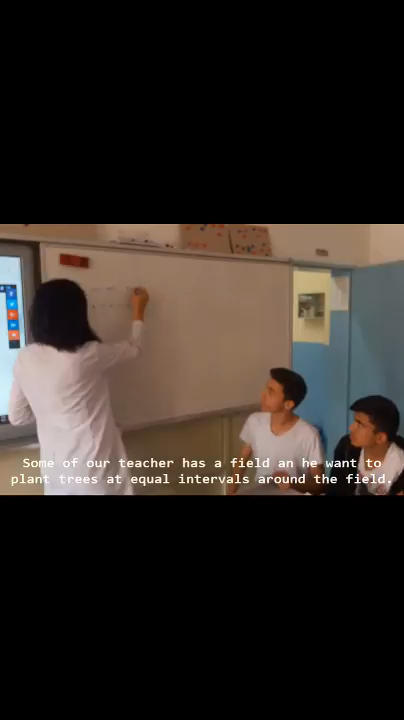 Some of our teacher has a field an he want to
plant trees at equal intervals around the field.